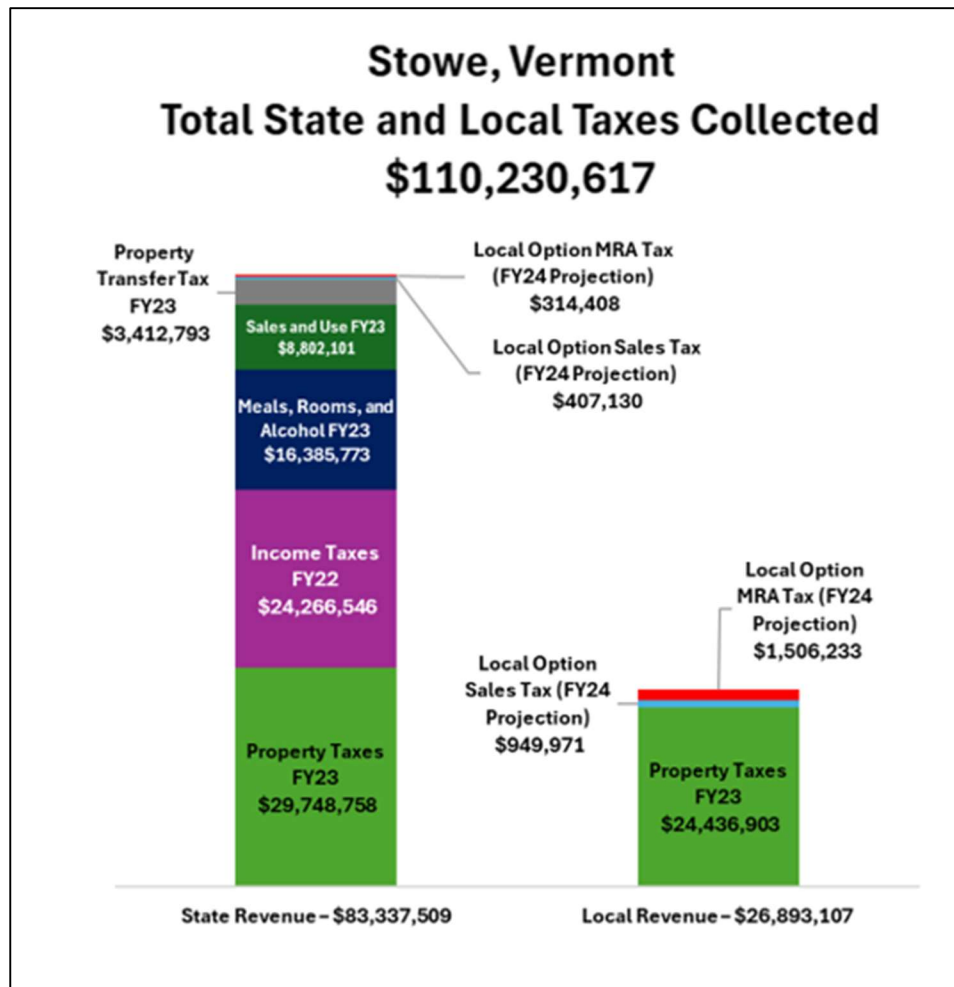 Stowe, Vermont
Total State and Local Taxes Collected
$110,230,617
Property
Transfer Tax
FY23
$3,412,793
Local Option MRA Tax
(FY24 Projection)
$314,408
Sales and Use FY23
$8,802,101
Local Option Sales Tax
(FY24 Projection)
$407,130
Meals, Rooms, and
Alcohol FY23
$16,385,773
Income Taxes
FY22
$24,266,546
Property Taxes
FY23
$29,748,758
Local Option
MRA Tax (FY24
Projection)
$1,506,233
Local Option
Sales Tax (FY24
Projection)
$949,971
Property Taxes
FY23
$24,436,903
State Revenue – $83,337,509
Local Revenue – $26,893,107